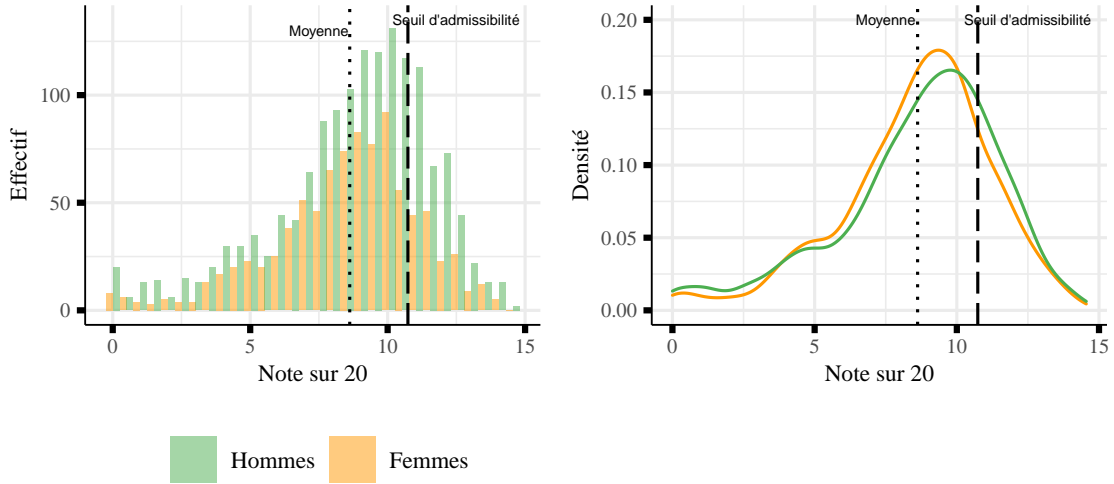 Moyenne
Seuil d'admissibilité
100
50
0
Effectif
0
5
10
15
Note sur 20
Moyenne
Seuil d'admissibilité
0.20
0.15
0.10
0.05
0.00
Densité
0
5
10
15
Note sur 20
Hommes
Femmes